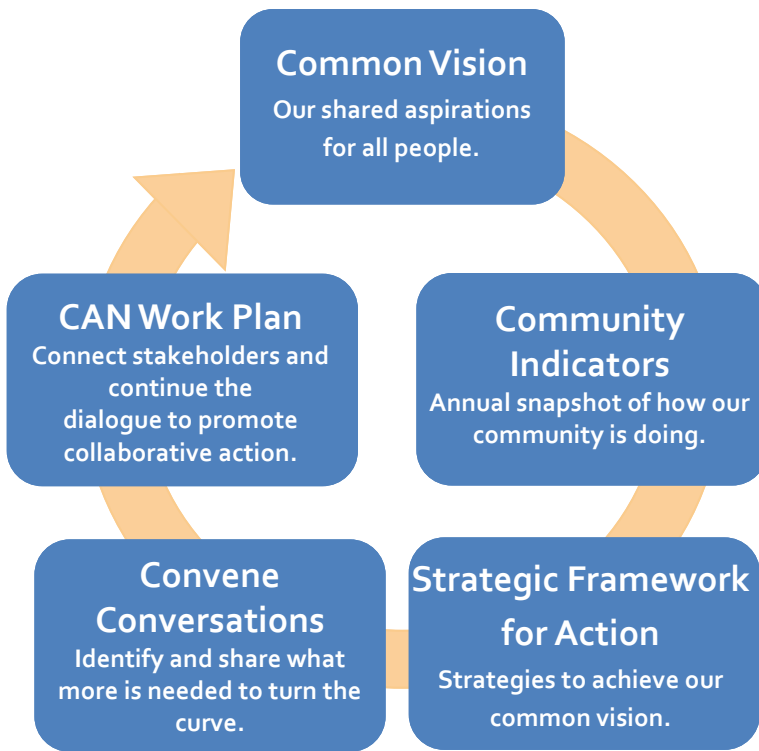 Common Vision
Our shared aspirations
for all people.
Community
Indicators
Annual snapshot of how our
community is doing.
Strategic Framework
for Action
Strategies to achieve our
common vision.
Convene
Conversations
Identify and share what
more is needed to turn the
curve.
CAN Work Plan
Connect stakeholders and
continue the
dialogue to promote
collaborative action.